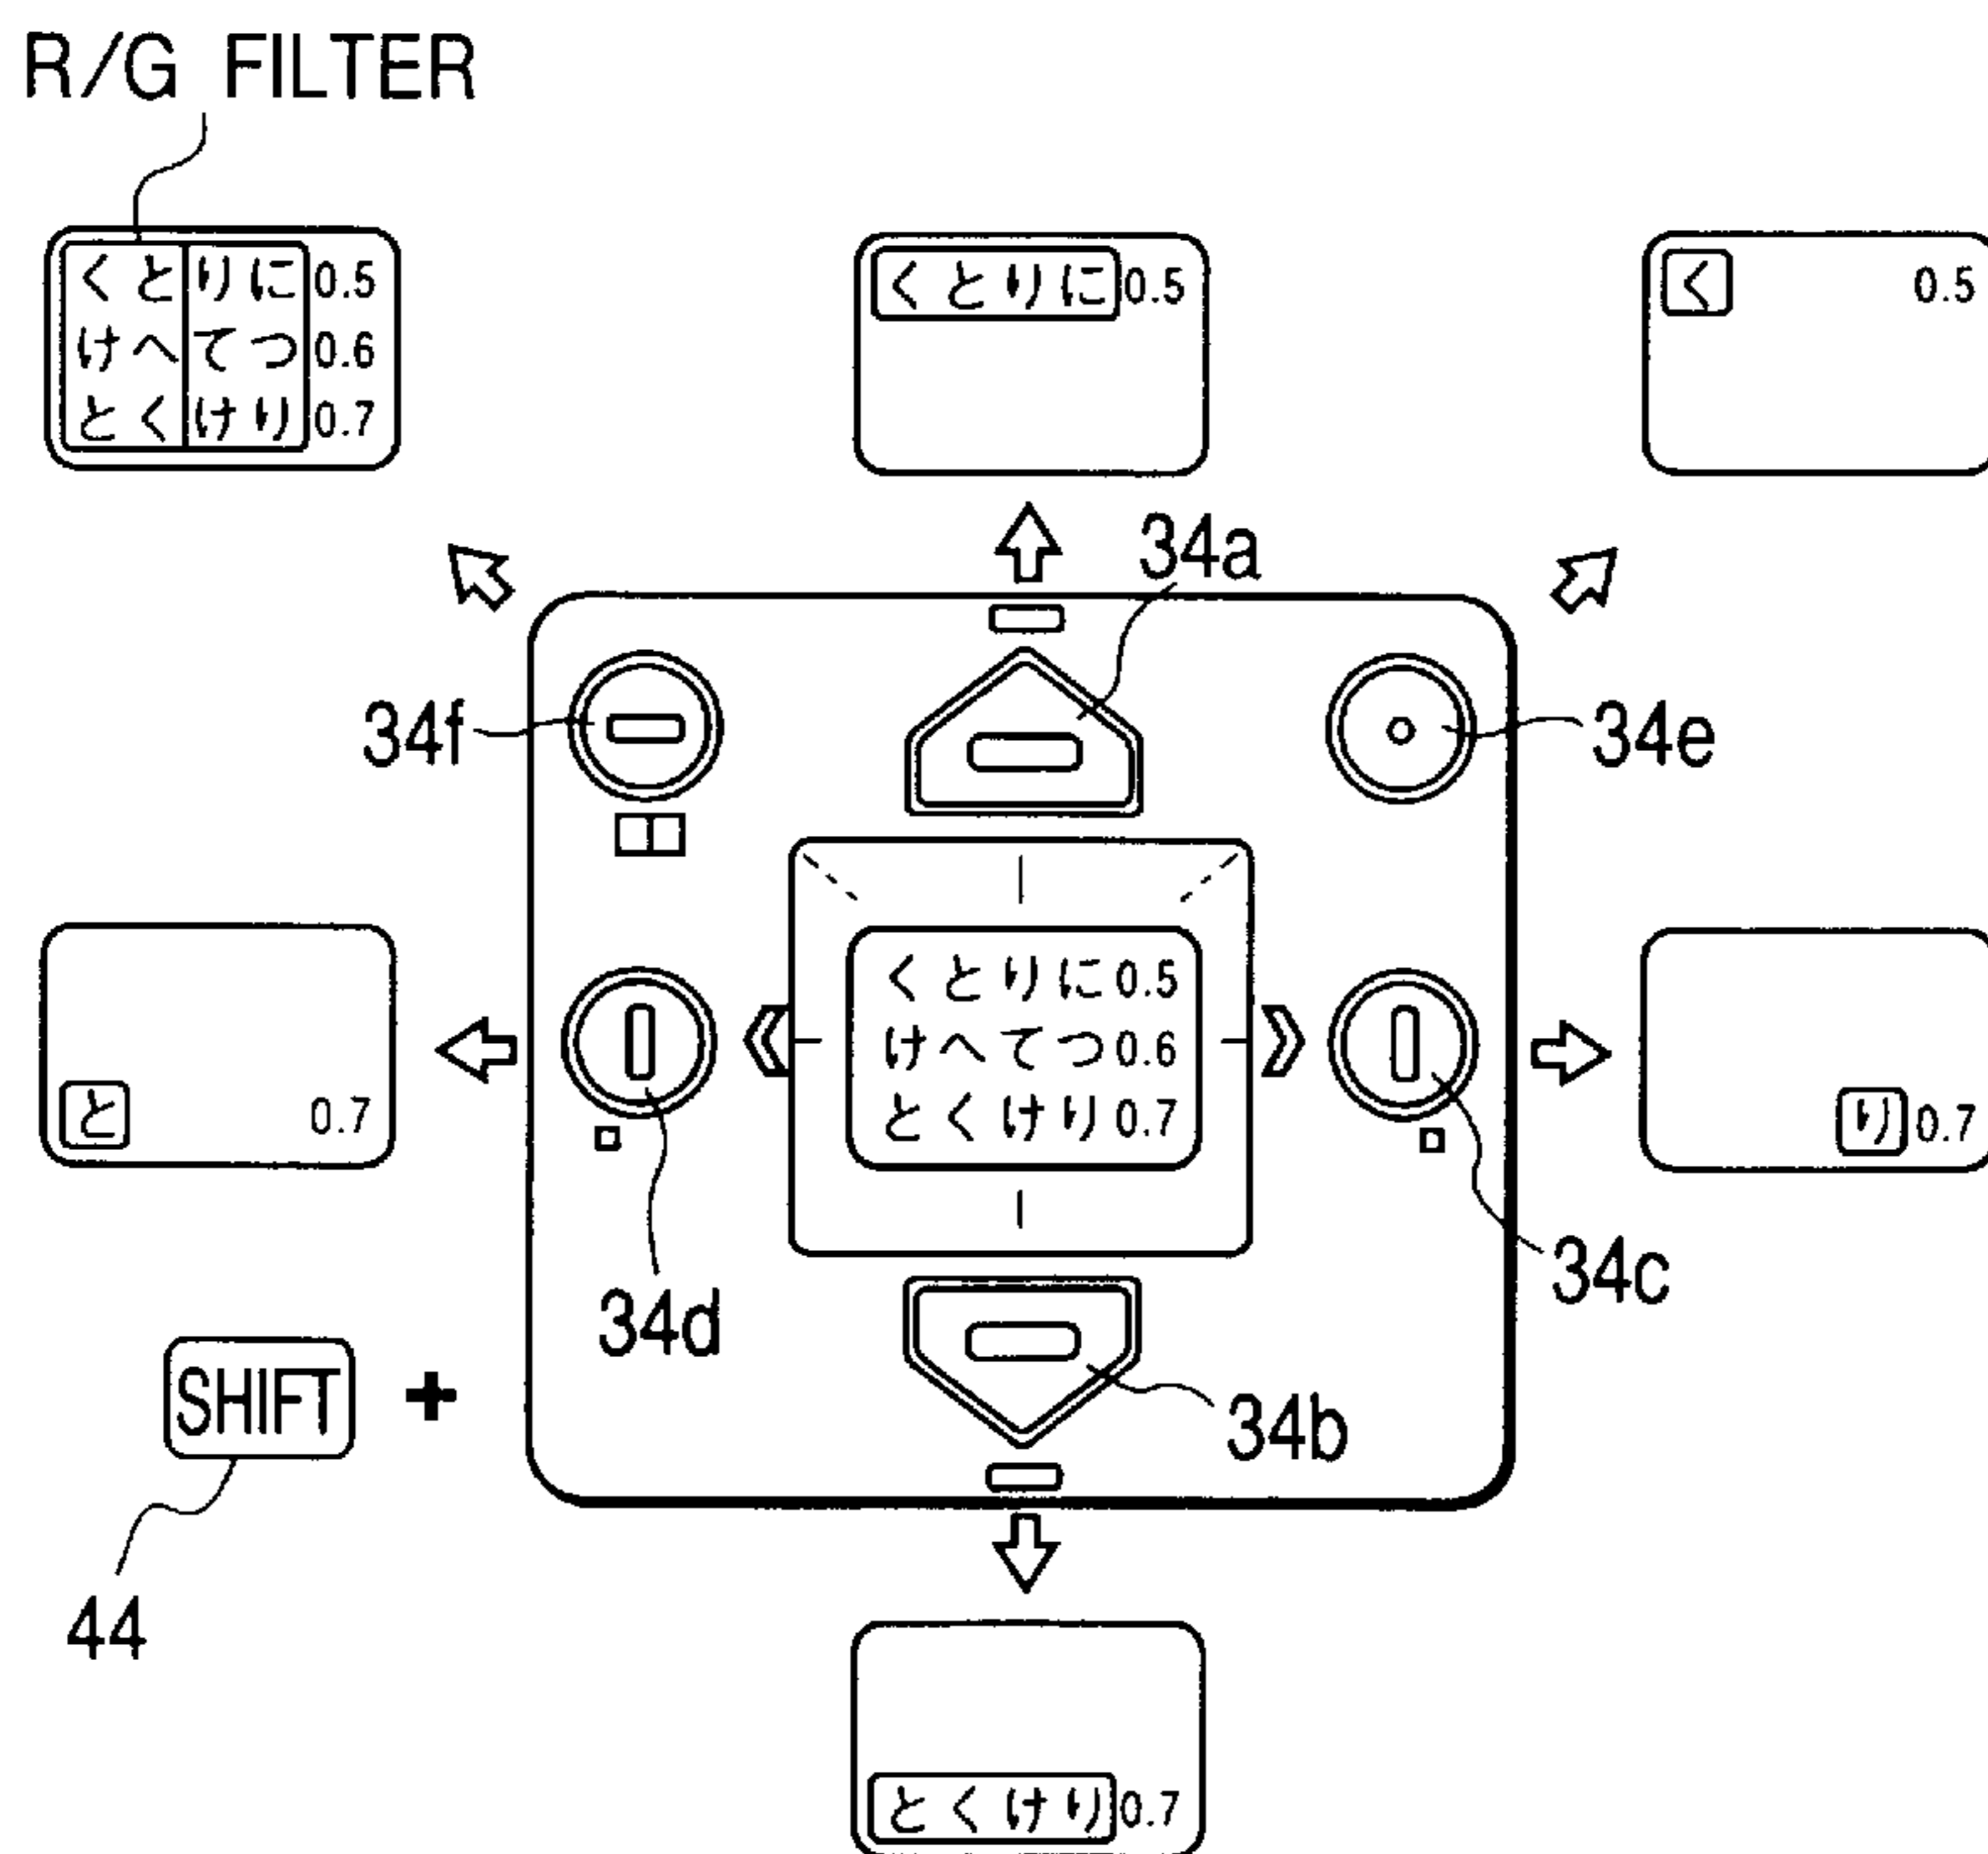 R/G FILTER
くとりに0.5
けへてつ0.6
とくけり0.7
くとりに0.5
く 0.5
34a
34f
34e
くとりに0.5
けへてつ0.6
とくけり0.7
と 0.7
り0.7
34d
34c
SHIFT +
34b
44
とくけり0.7